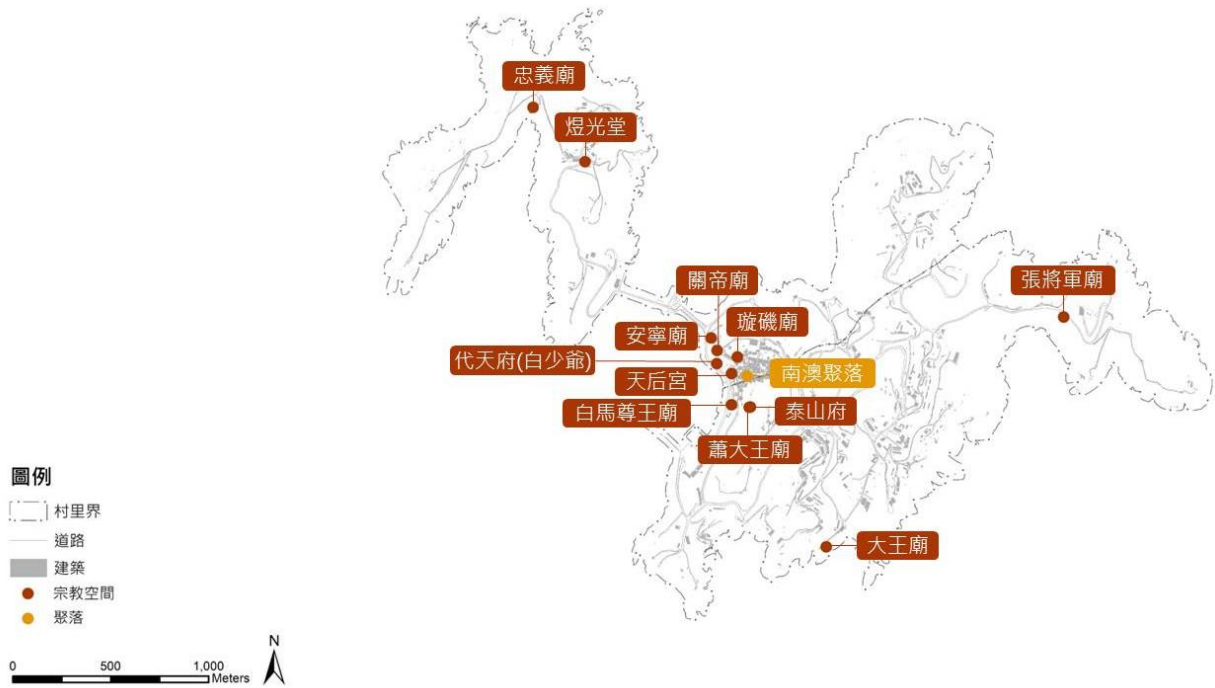 忠義廟
煜光堂
關帝廟
張將軍廟
璇磯廟
安寧廟
代天府(白少爺)
天后宮
南澳聚落
白馬尊王廟
泰山府
蕭大王廟
大王廟
圖例
村里界
道路
建築
宗教空間
聚落
0 500 1,000
Meters
N